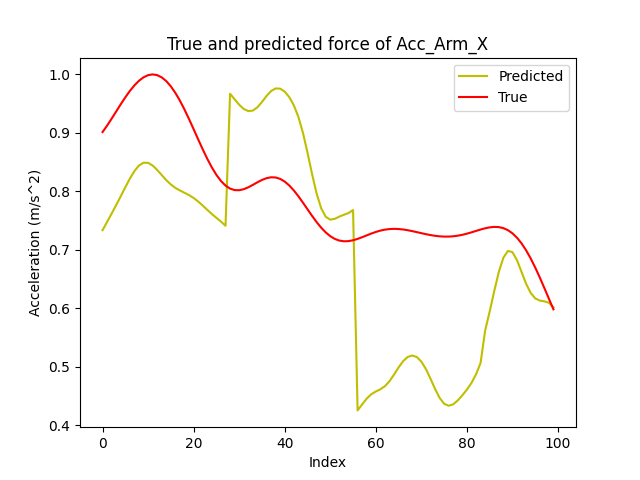 True and predicted force of Acc_Arm_X
Predicted
True
Acceleration (m/s^2)
1.0
0.9
0.8
0.7
0.6
0.5
0.4
0 20 40 60 80 100
Index